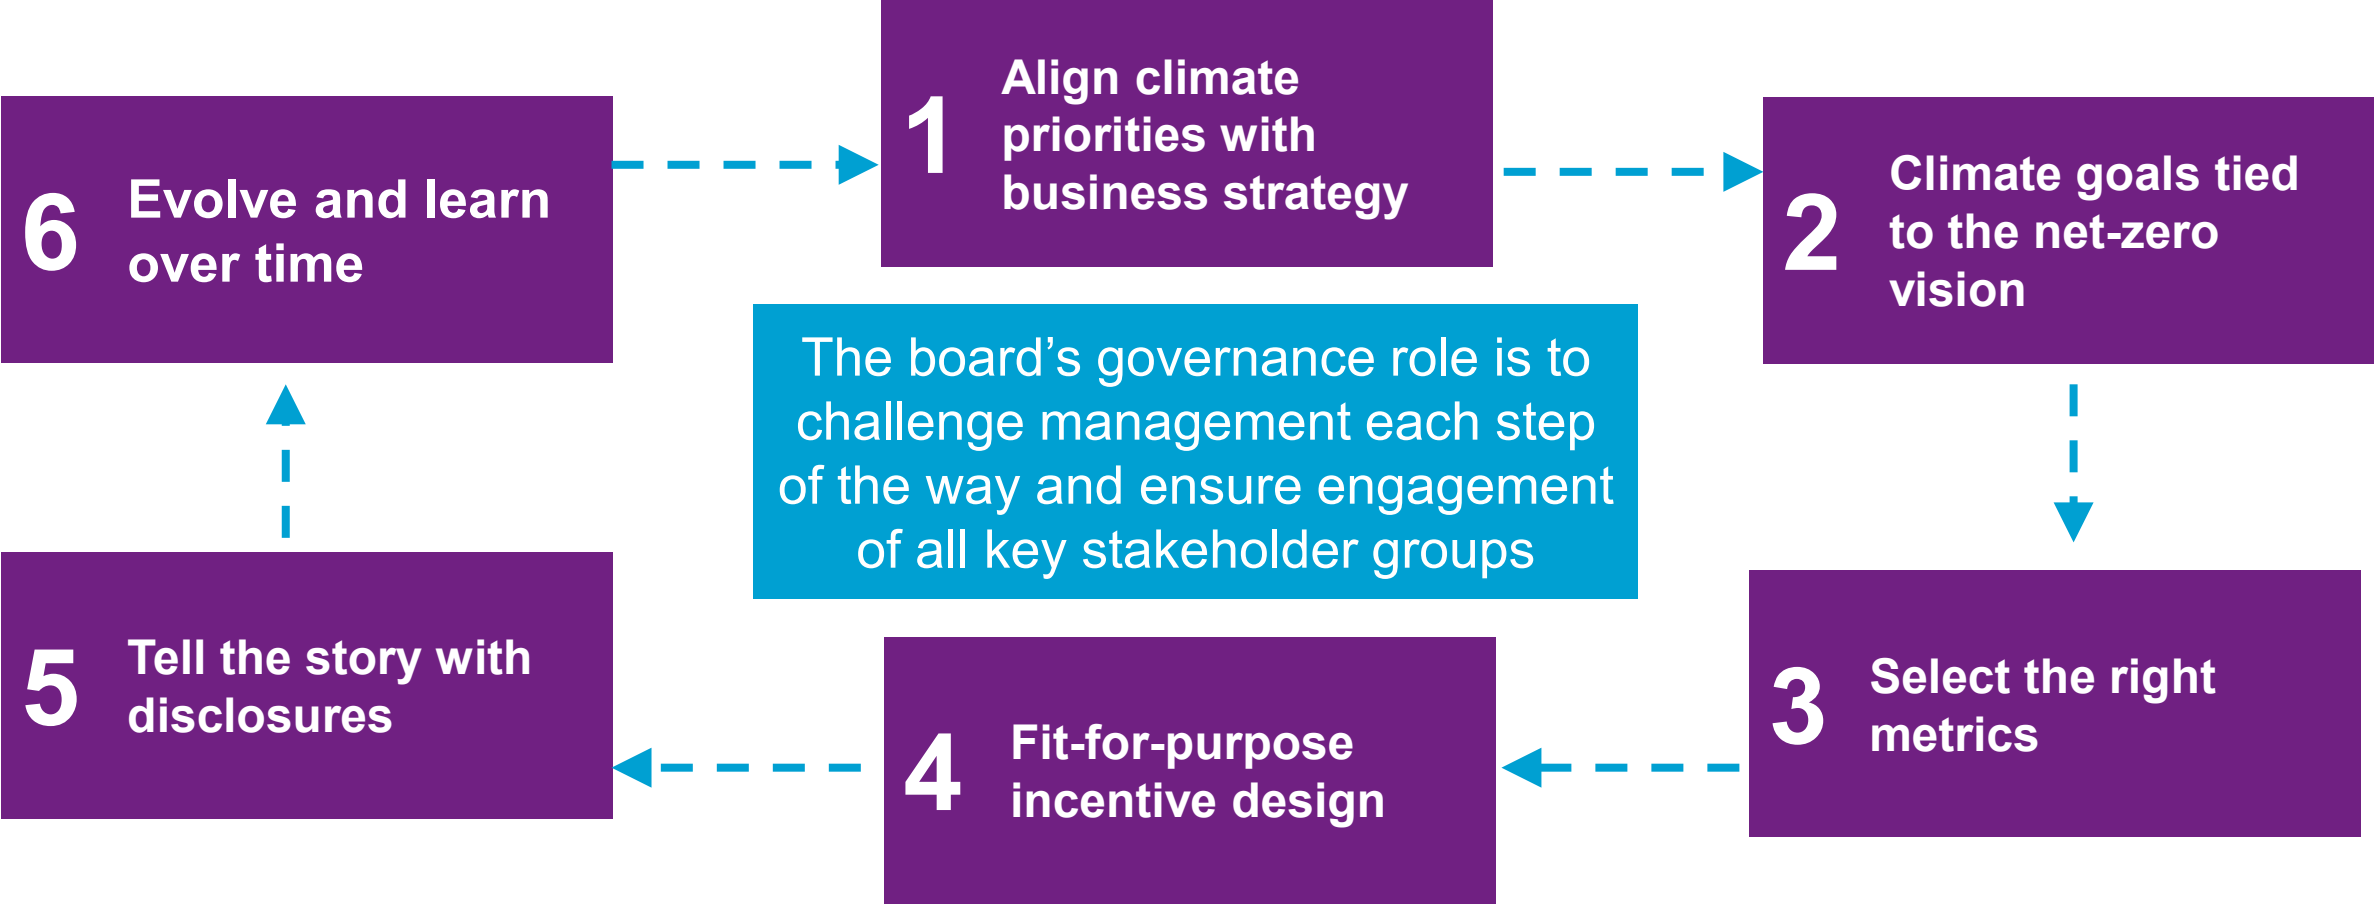 1
Align climate
priorities with
business strategy
2
Climate goals tied
to the net-zero
vision
3
Select the right
metrics
4
Fit-for-purpose
incentive design
5
Tell the story with
disclosures
6
Evolve and learn
over time
The board’s governance role is to
challenge management each step
of the way and ensure engagement
of all key stakeholder groups